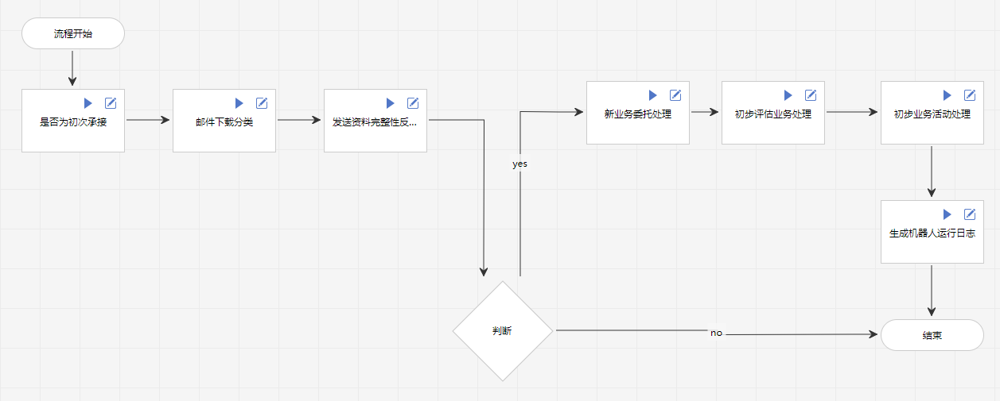 流程开始
是否为初次承接
邮件下载分类
发送资料完整性反...
判断
yes
新业务委托处理
初步评估业务处理
初步业务活动处理
生成机器人运行日志
no
结束